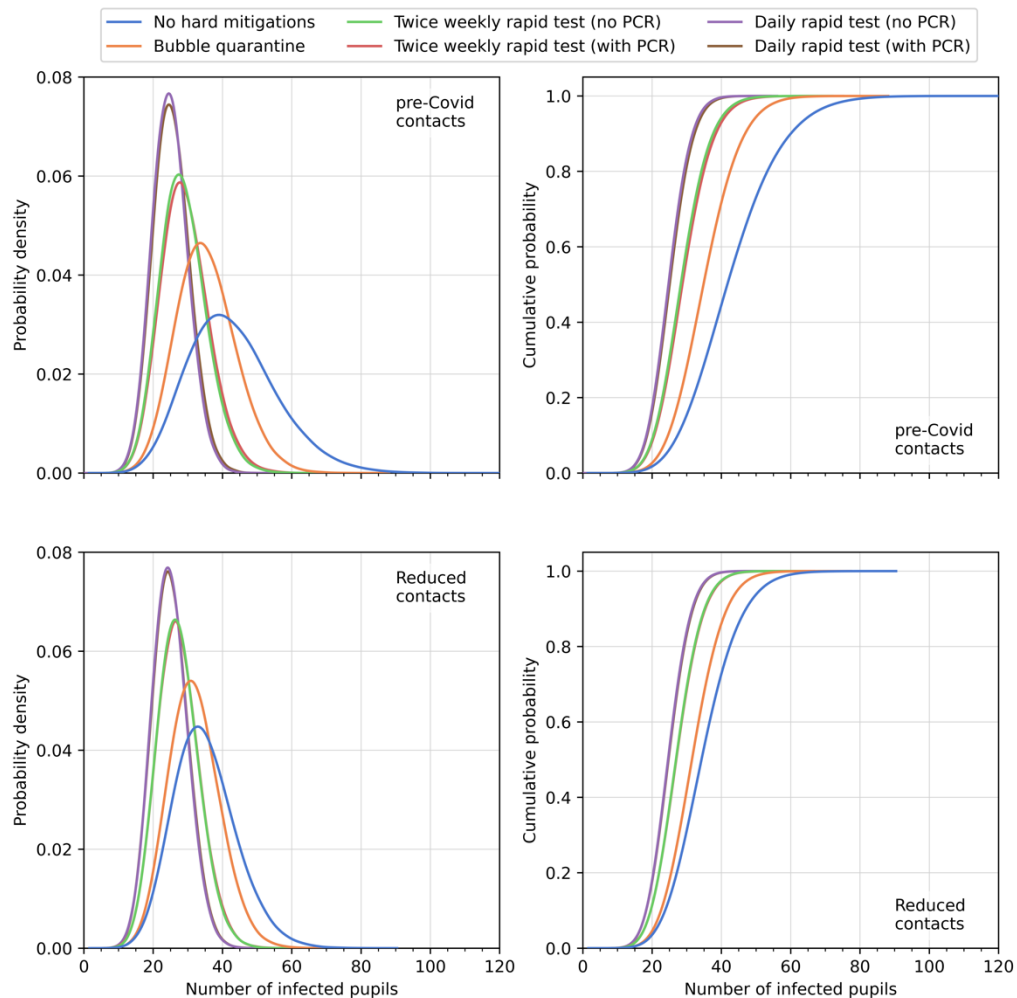 No hard mitigations
Bubble quarantine
Twice weekly rapid test (no PCR)
Twice weekly rapid test (with PCR)
Daily rapid test (no PCR)
Daily rapid test (with PCR)
Probability density
0.08
0.06
0.04
0.02
0.00
pre-Covid
contacts
Cumulative probability
1.0
0.8
0.6
0.4
0.2
0.0
pre-Covid
contacts
Probability density
0.08
0.06
0.04
0.02
0.00
Reduced
contacts
0 20 40 60 80 100 120
Number of infected pupils
Cumulative probability
1.0
0.8
0.6
0.4
0.2
0.0
Reduced
contacts
0 20 40 60 80 100 120
Number of infected pupils